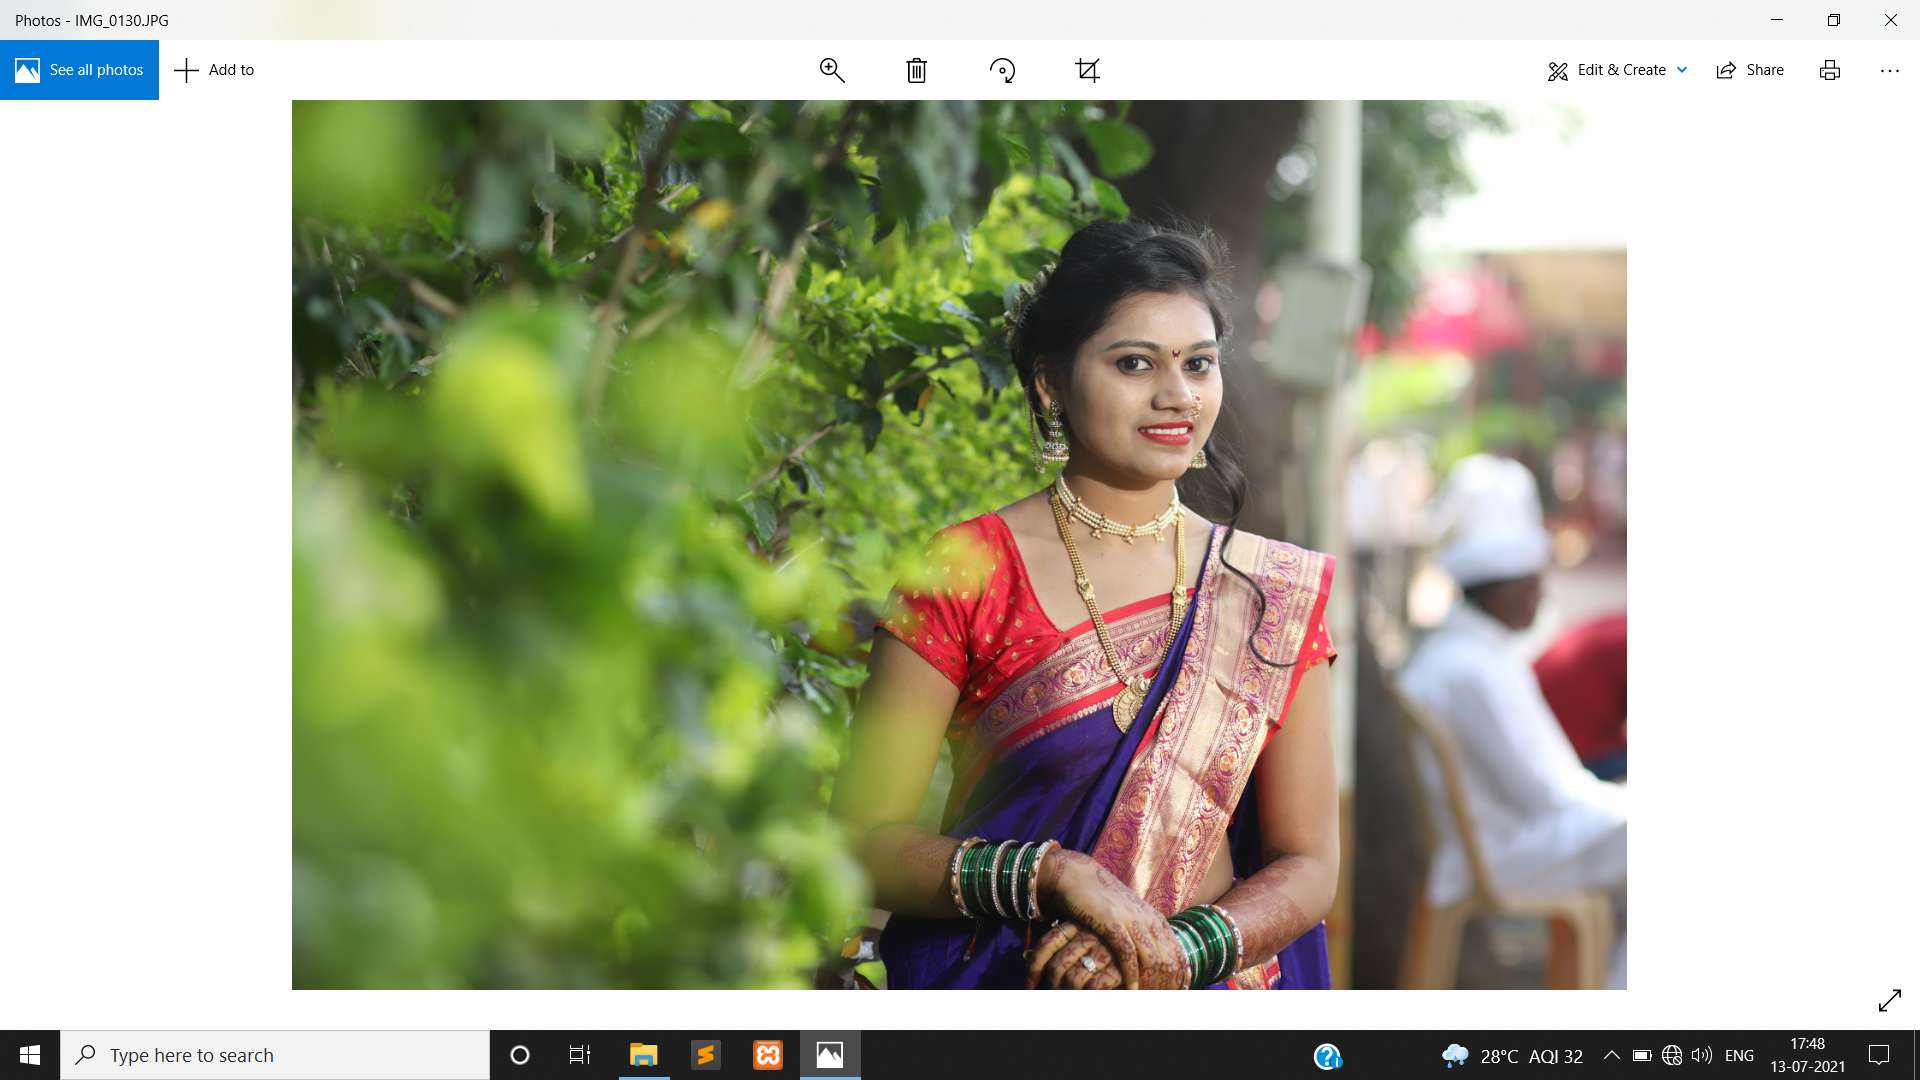 Photos - IMG_0130.JPG
See all photos
Add to
Edit & Create
Share
Type here to search
28°C AQI 32
ENG
17:48
13-07-2021